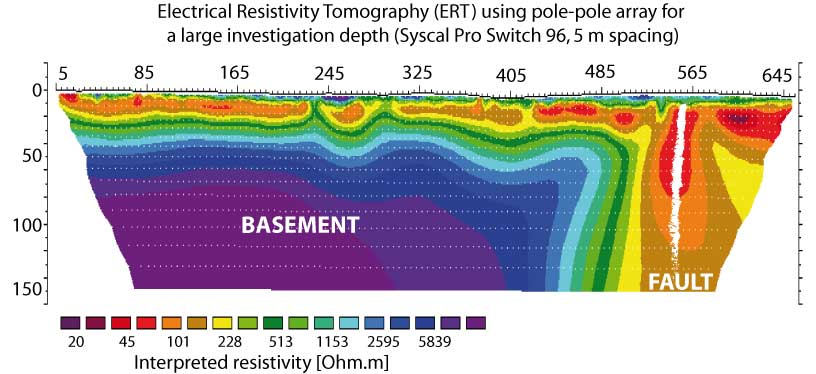 Electrical Resistivity Tomography (ERT) using pole-pole array for
a large investigation depth (Syscal Pro Switch 96, 5 m spacing)
5 85 165 245 325 405 485 565 645
0
50
100
150
BASEMENT
FAULT
20 45 101 228 513 1153 2595 5839
Interpreted resistivity [Ohm.m]